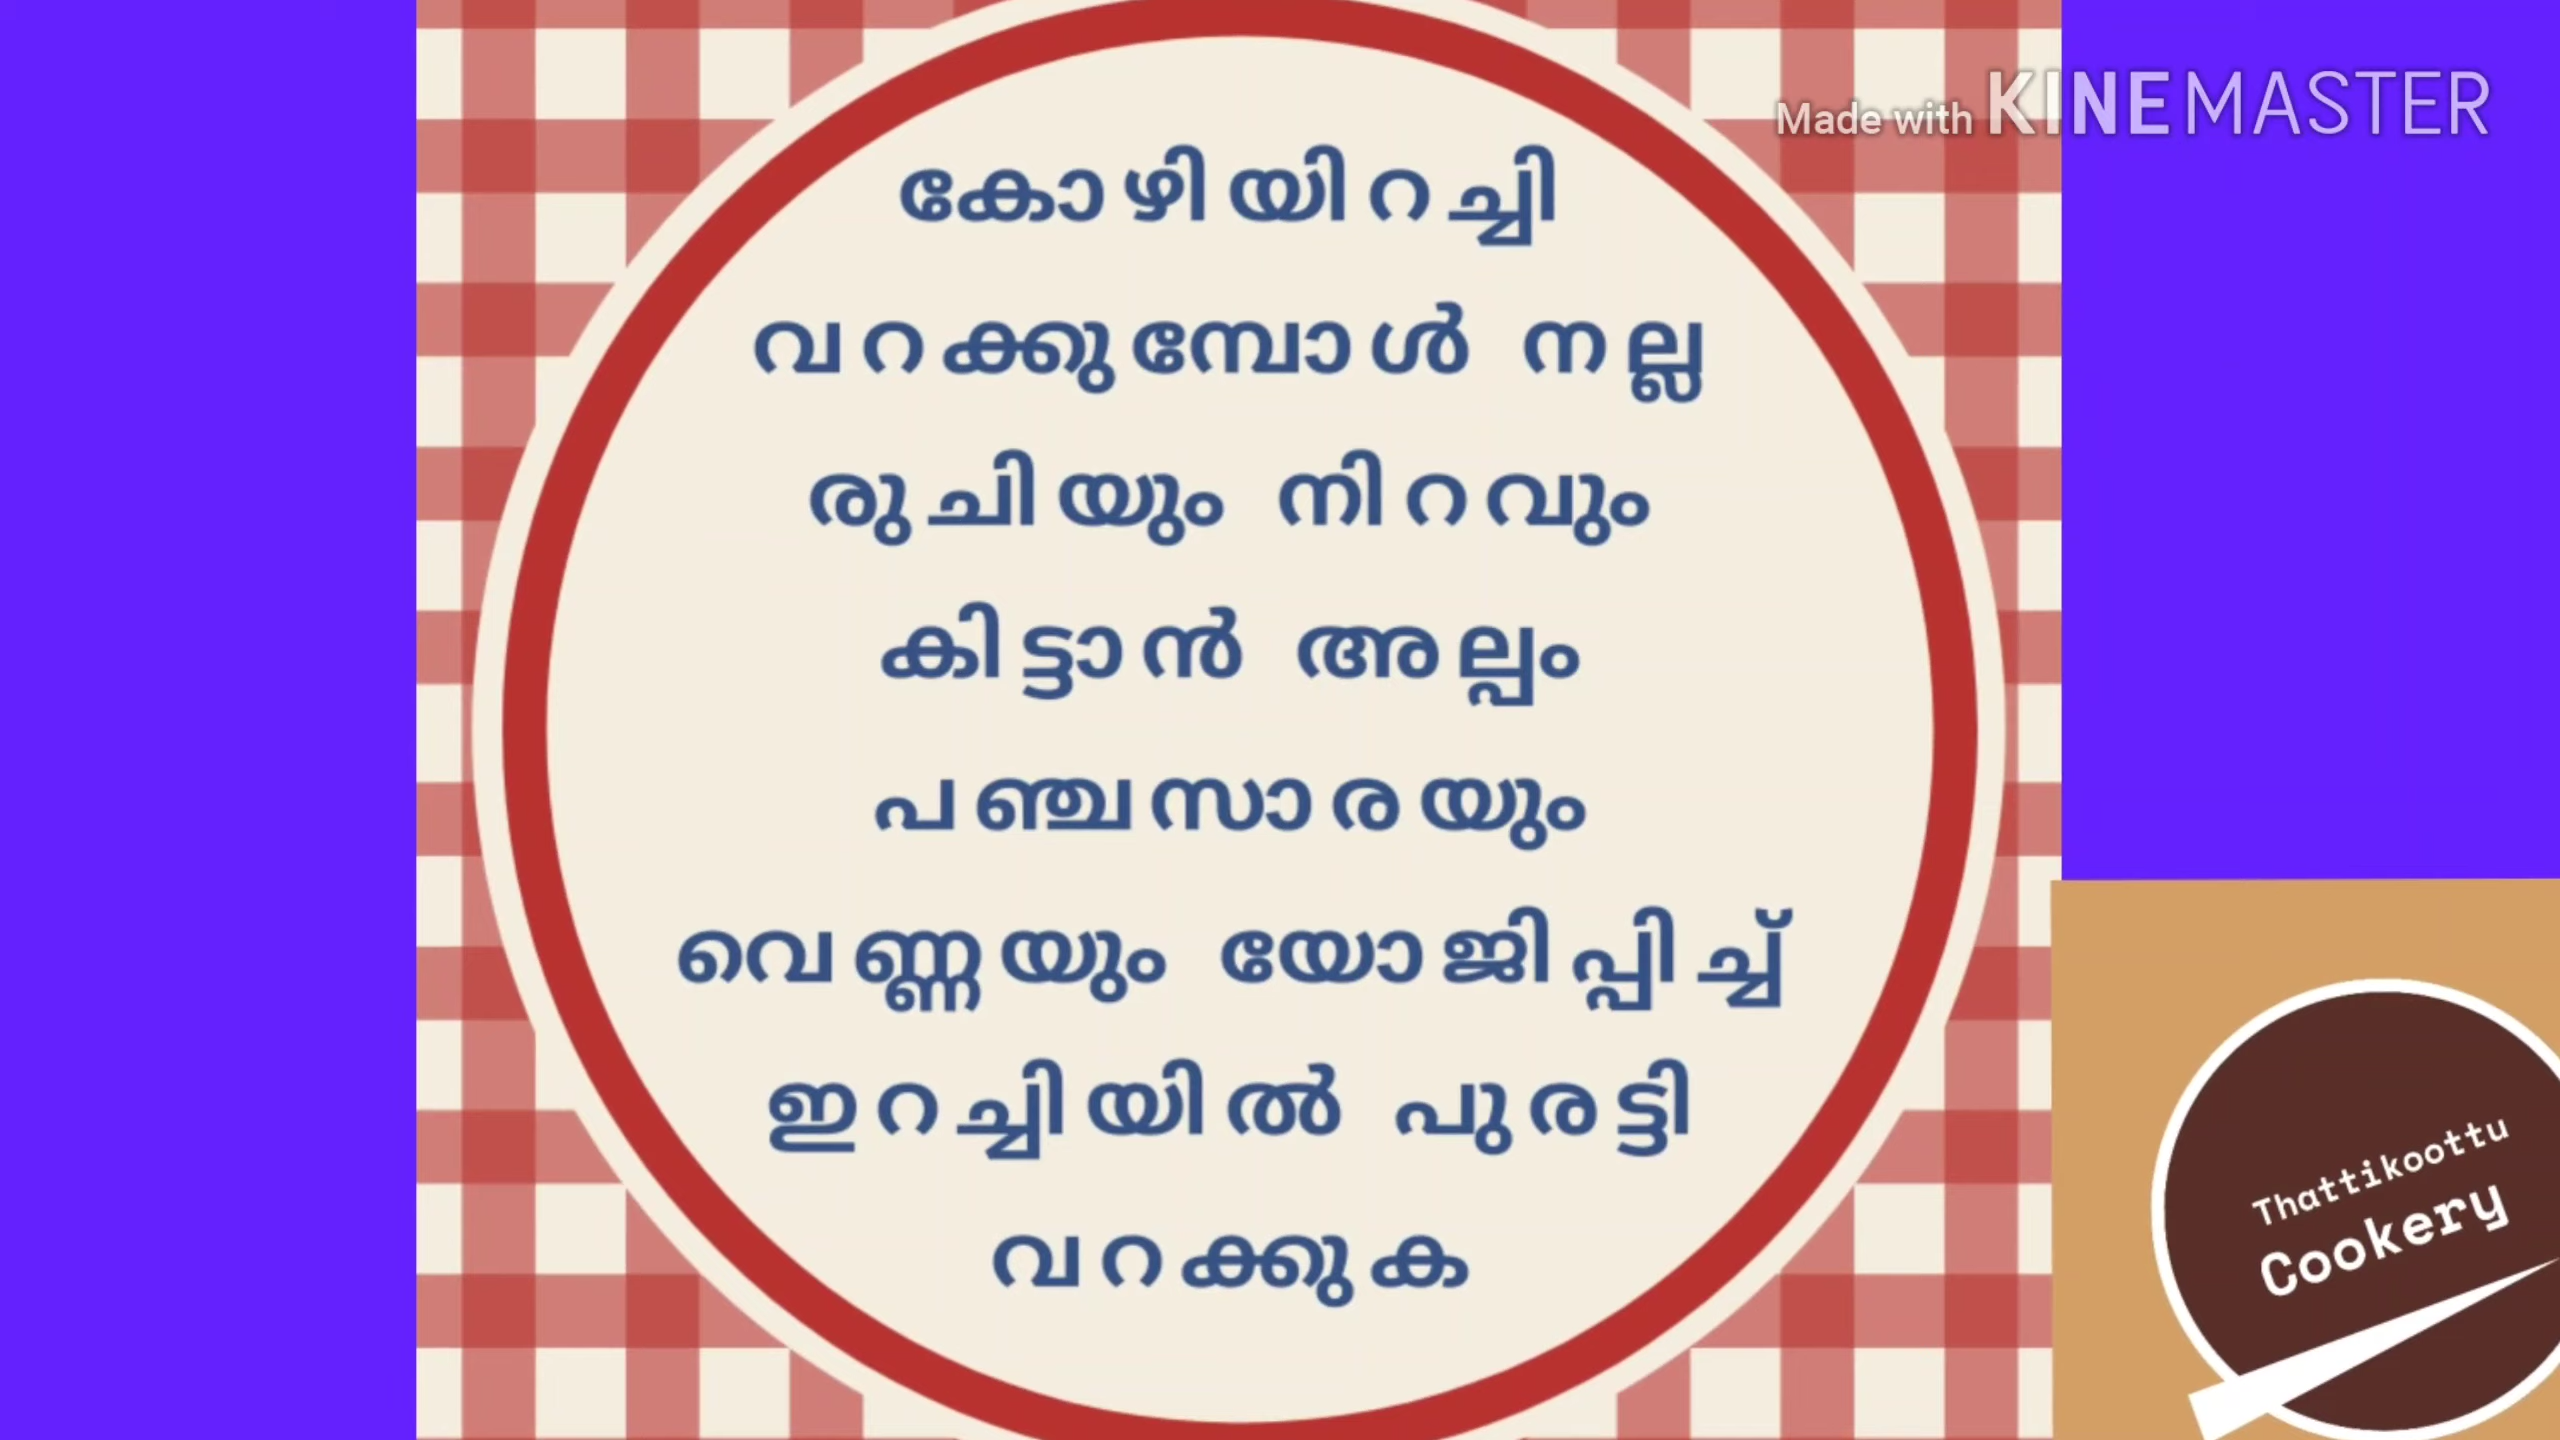 Made with KINEMASTER
കോഴിയിറച്ചി
വറക്കുമ്പോൾ നല്ല
രുചിയും നിറവും
കിട്ടാൻ അല്പം
പഞ്ചസാരയും
വെണ്ണയും യോജിപ്പിച്ച്
ഇറച്ചിയിൽ പുരട്ടി
വറക്കുക
Thattikoottu
Cookery